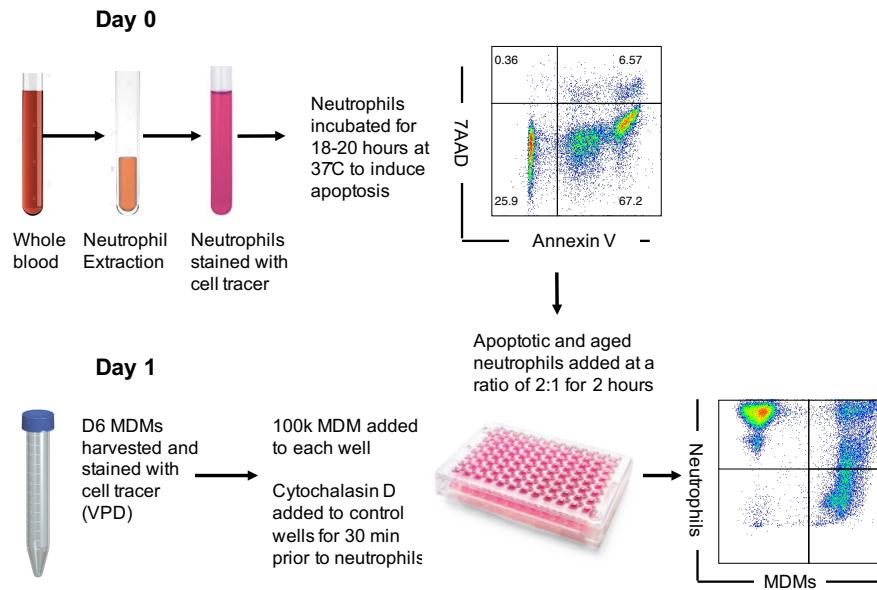 Day 0
Whole
blood
Neutrophil
Extraction
Neutrophils
stained with
cell tracer
Neutrophils
incubated for
18-20 hours at
37℃ to induce
apoptosis
0.36
6.57
25.9
67.2
7AAD
Annexin V
Apoptotic and aged
neutrophils added at a
ratio of 2:1 for 2 hours
Day 1
D6 MDMs
harvested and
stained with
cell tracer
(VPD)
100k MDM added
to each well
Cytochalasin D
added to control
wells for 30 min
prior to neutrophils
Neutrophils
MDMs